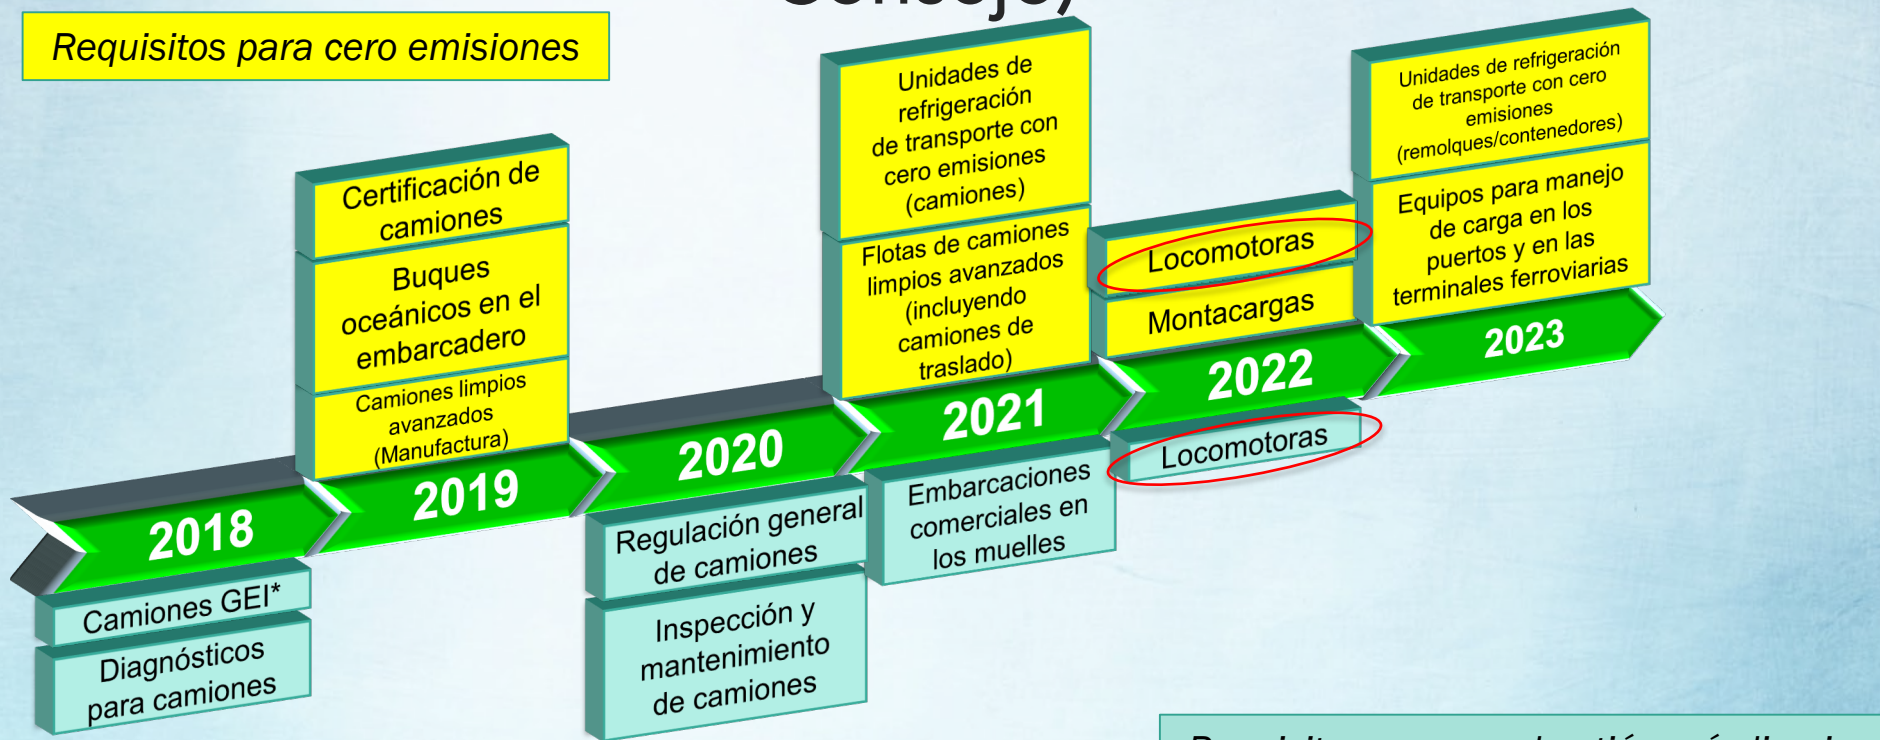 Requisitos para cero emisiones
Certificación de
camiones
Buques
oceánicos en el
embarcadero
Camiones limpios
avanzados
(Manufactura)
Unidades de
refrigeración
de transporte con
cero emisiones
(camiones)
Flotas de camiones
limpios avanzados
(incluyendo
camiones de
traslado)
Locomotoras
Montacargas
Unidades de refrigeración
de transporte con cero
emisiones
(remolques/contenedores)
Equipos para manejo
de carga en los
puertos y en las
terminales ferroviarias
2018
2019
2020
2021
2022
2023
Camiones GEI*
Diagnósticos
para camiones
Regulación general
de camiones
Inspección y
mantenimiento
de camiones
Embarcaciones
comerciales en
los muelles
Locomotoras